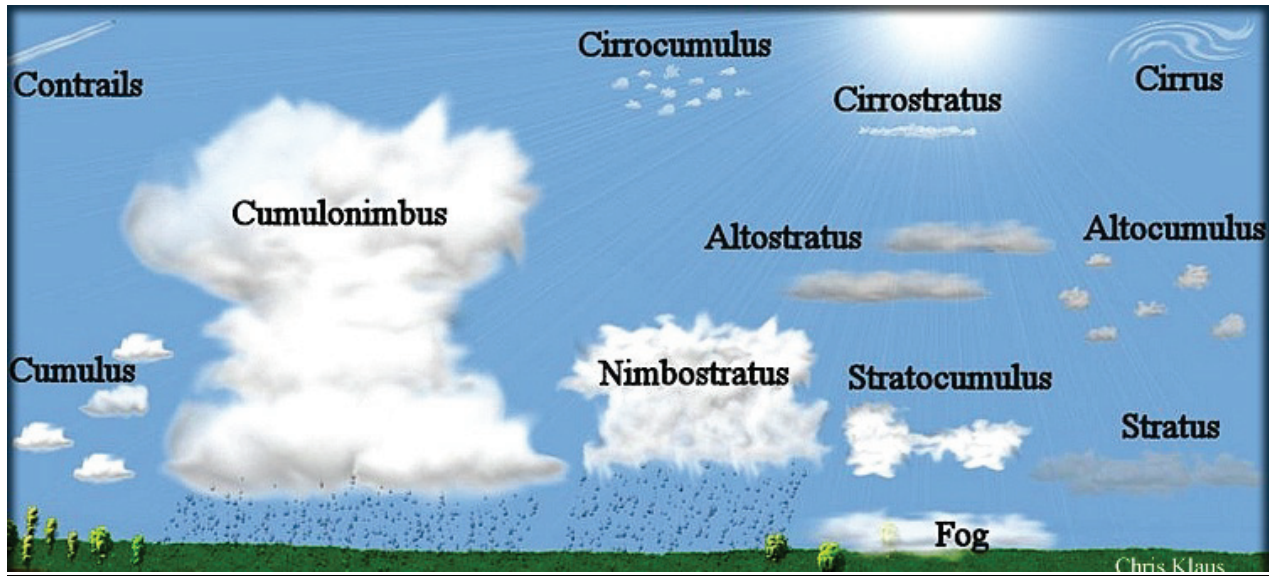 Cirrocumulus
Contrails
Cirrostratus
Cirrus
Cumulonimbus
Altostratus
Altocumulus
Cumulus
Nimbostratus
Stratocumulus
Stratus
Fog
Chris Klaus